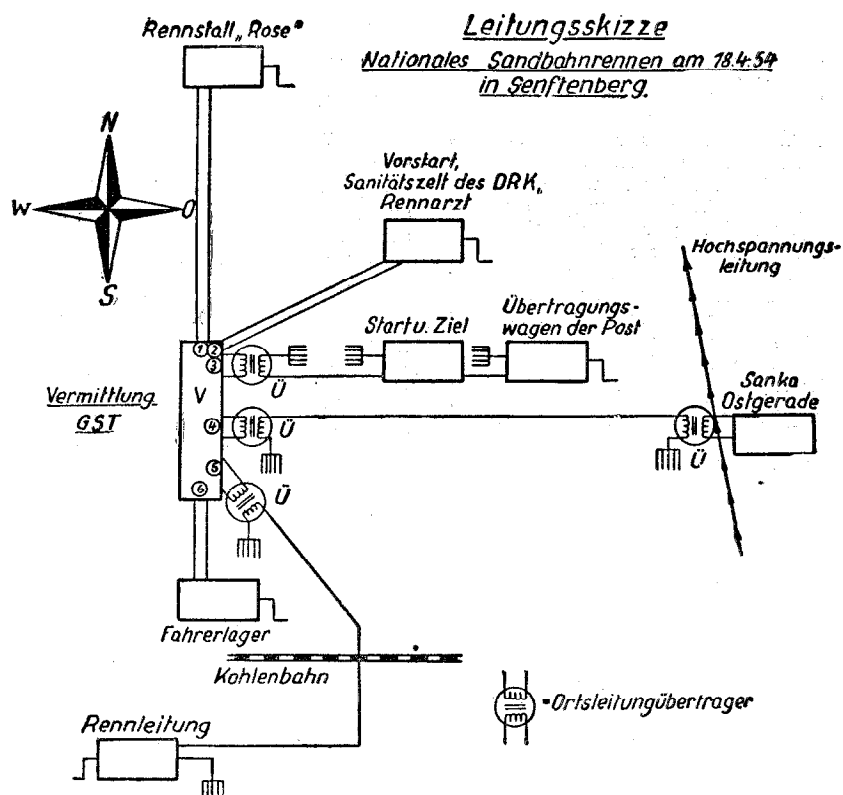 Leitungsskizze
Nationales Sandbahnrennen am 18.4.54
in Senftenberg.
Rennstall „Rose“
N
W
O
S
Vorstart,
Sanitätszelt des DRK,
Rennarzt
Hochspannungs-
leitung
Start u. Ziel
Übertragungs-
wagen der Post
Vermittlung
GST
V
1
2
3
4
5
6
Ü
Ü
Ü
Ü
Sanka
Ostgerade
Fahrerlager
Kohlenbahn
Rennleitung
=Ortsleitungübertrager